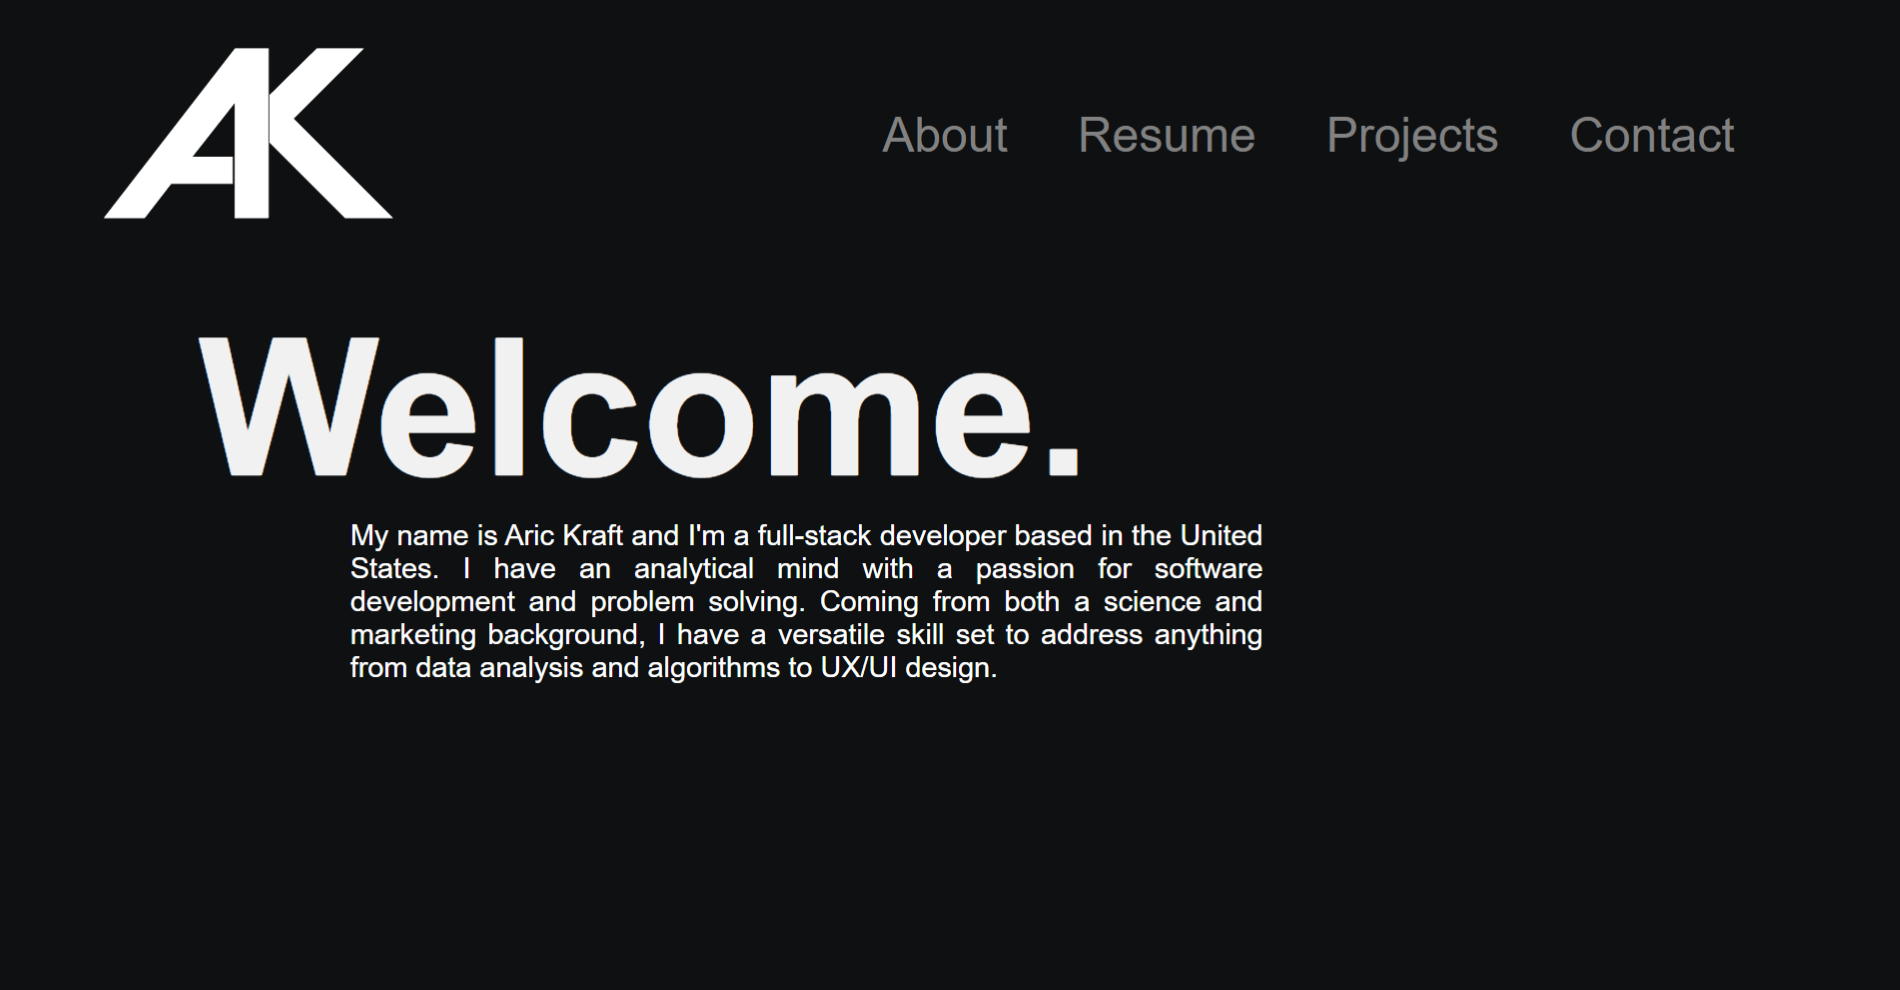 AK
About Resume Projects Contact
Welcome.
My name is Aric Kraft and I'm a full-stack developer based in the United
States. I have an analytical mind with a passion for software
development and problem solving. Coming from both a science and
marketing background, I have a versatile skill set to address anything
from data analysis and algorithms to UX/UI design.